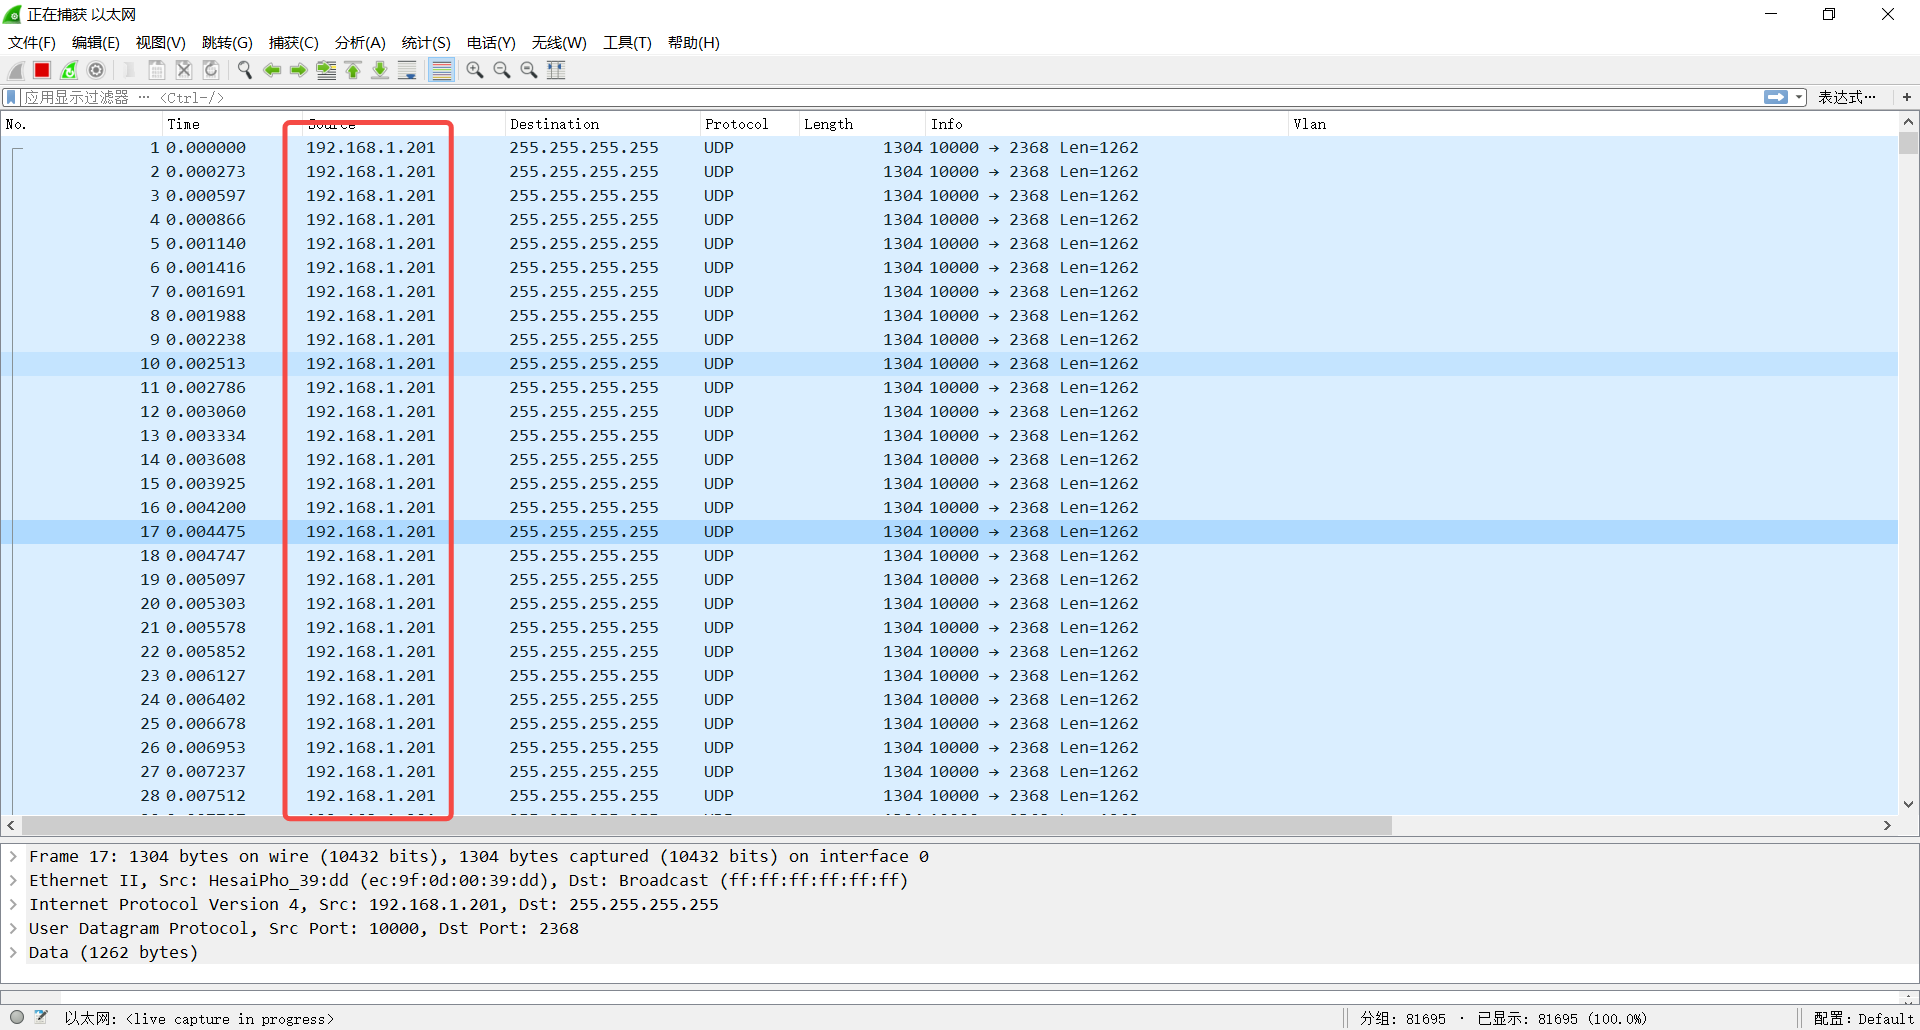 正在捕获 以太网
文件(F) 编辑(E) 视图(V) 跳转(G) 捕获(C) 分析(A) 统计(S) 电话(Y) 无线(W) 工具(T) 帮助(H)
应用显示过滤器 … <Ctrl-/> 表达式… +
No. Time Source Destination Protocol Length Info Vlan
1 0.000000 192.168.1.201 255.255.255.255 UDP 1304 10000 → 2368 Len=1262
2 0.000273 192.168.1.201 255.255.255.255 UDP 1304 10000 → 2368 Len=1262
3 0.000597 192.168.1.201 255.255.255.255 UDP 1304 10000 → 2368 Len=1262
4 0.000866 192.168.1.201 255.255.255.255 UDP 1304 10000 → 2368 Len=1262
5 0.001140 192.168.1.201 255.255.255.255 UDP 1304 10000 → 2368 Len=1262
6 0.001416 192.168.1.201 255.255.255.255 UDP 1304 10000 → 2368 Len=1262
7 0.001691 192.168.1.201 255.255.255.255 UDP 1304 10000 → 2368 Len=1262
8 0.001988 192.168.1.201 255.255.255.255 UDP 1304 10000 → 2368 Len=1262
9 0.002238 192.168.1.201 255.255.255.255 UDP 1304 10000 → 2368 Len=1262
10 0.002513 192.168.1.201 255.255.255.255 UDP 1304 10000 → 2368 Len=1262
11 0.002786 192.168.1.201 255.255.255.255 UDP 1304 10000 → 2368 Len=1262
12 0.003060 192.168.1.201 255.255.255.255 UDP 1304 10000 → 2368 Len=1262
13 0.003334 192.168.1.201 255.255.255.255 UDP 1304 10000 → 2368 Len=1262
14 0.003608 192.168.1.201 255.255.255.255 UDP 1304 10000 → 2368 Len=1262
15 0.003925 192.168.1.201 255.255.255.255 UDP 1304 10000 → 2368 Len=1262
16 0.004200 192.168.1.201 255.255.255.255 UDP 1304 10000 → 2368 Len=1262
17 0.004475 192.168.1.201 255.255.255.255 UDP 1304 10000 → 2368 Len=1262
18 0.004747 192.168.1.201 255.255.255.255 UDP 1304 10000 → 2368 Len=1262
19 0.005097 192.168.1.201 255.255.255.255 UDP 1304 10000 → 2368 Len=1262
20 0.005303 192.168.1.201 255.255.255.255 UDP 1304 10000 → 2368 Len=1262
21 0.005578 192.168.1.201 255.255.255.255 UDP 1304 10000 → 2368 Len=1262
22 0.005852 192.168.1.201 255.255.255.255 UDP 1304 10000 → 2368 Len=1262
23 0.006127 192.168.1.201 255.255.255.255 UDP 1304 10000 → 2368 Len=1262
24 0.006402 192.168.1.201 255.255.255.255 UDP 1304 10000 → 2368 Len=1262
25 0.006678 192.168.1.201 255.255.255.255 UDP 1304 10000 → 2368 Len=1262
26 0.006953 192.168.1.201 255.255.255.255 UDP 1304 10000 → 2368 Len=1262
27 0.007237 192.168.1.201 255.255.255.255 UDP 1304 10000 → 2368 Len=1262
28 0.007512 192.168.1.201 255.255.255.255 UDP 1304 10000 → 2368 Len=1262
Frame 17: 1304 bytes on wire (10432 bits), 1304 bytes captured (10432 bits) on interface 0
Ethernet II, Src: HesaiPho_39:dd (ec:9f:0d:00:39:dd), Dst: Broadcast (ff:ff:ff:ff:ff:ff)
Internet Protocol Version 4, Src: 192.168.1.201, Dst: 255.255.255.255
User Datagram Protocol, Src Port: 10000, Dst Port: 2368
Data (1262 bytes)
以太网: <live capture in progress> 分组: 81695 · 已显示: 81695 (100.0%) 配置: Default